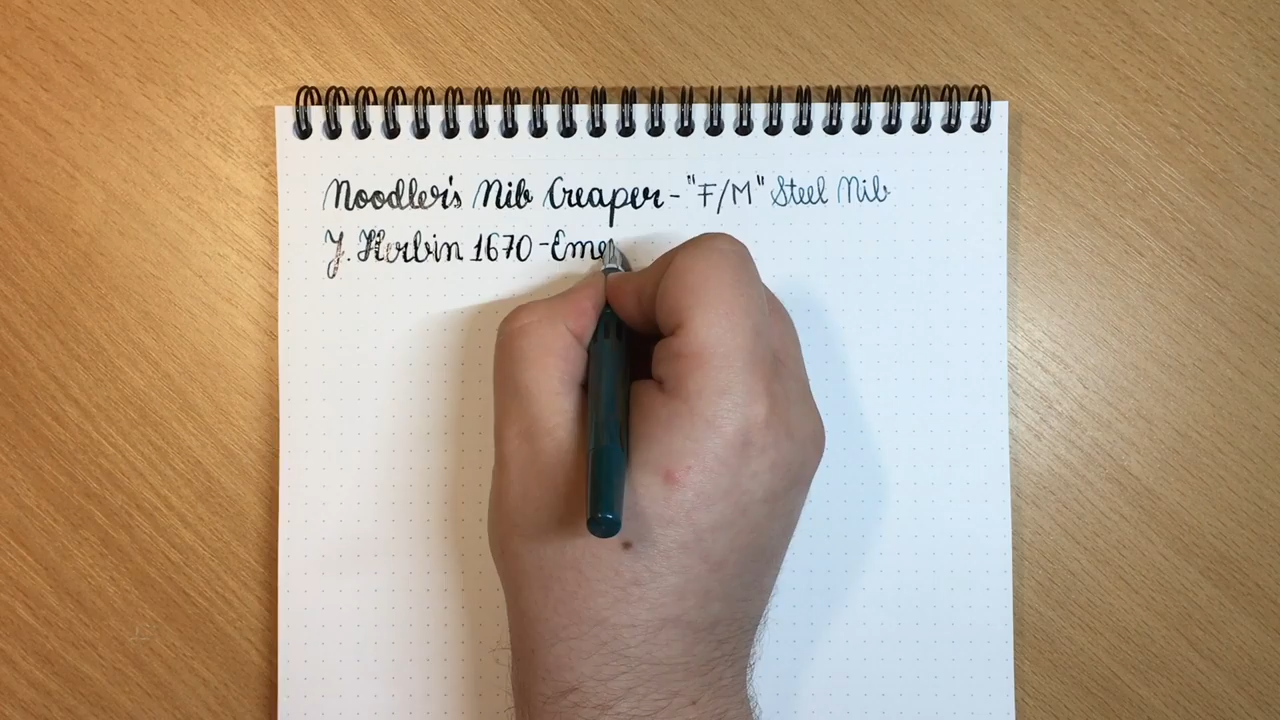 Noodler's Nib Creaper - "F/M" Steel Nib
J. Herbin 1670 - Eme